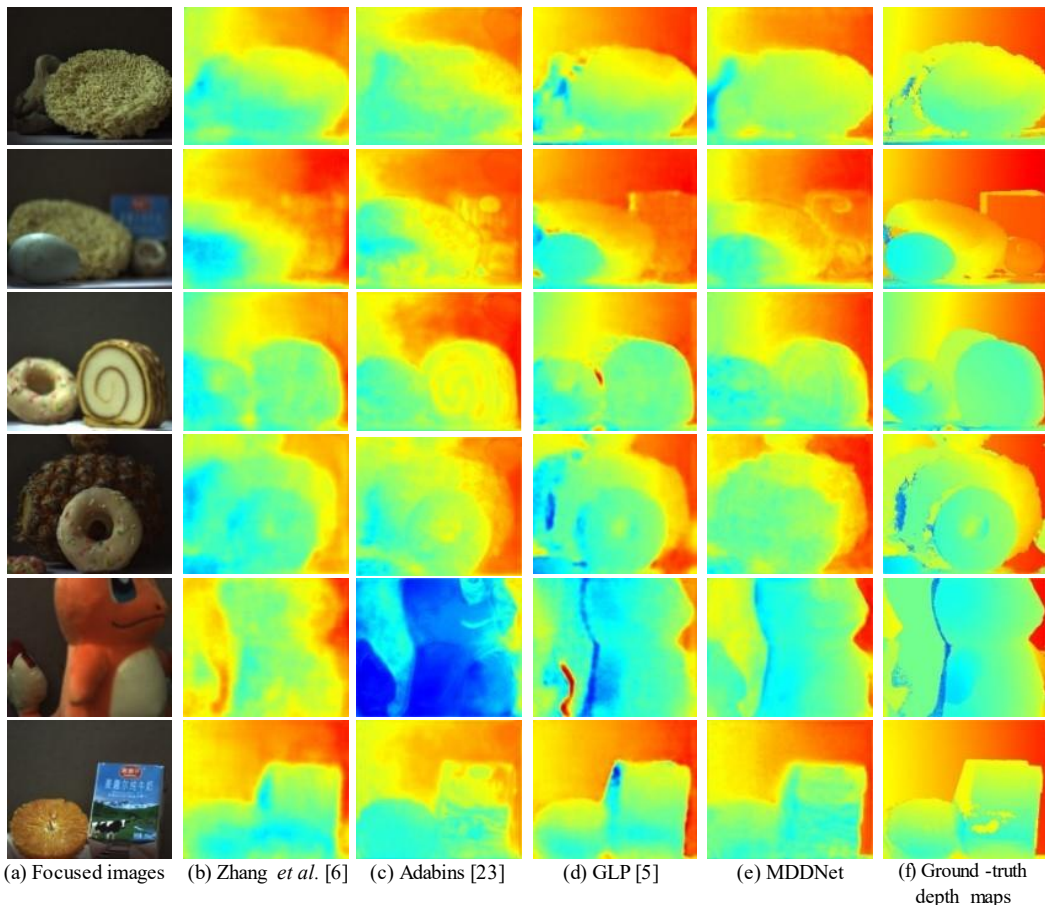 (a) Focused images (b) Zhang et al. [6] (c) Adabins [23] (d) GLP [5] (e) MDDNet (f) Ground -truth
depth maps